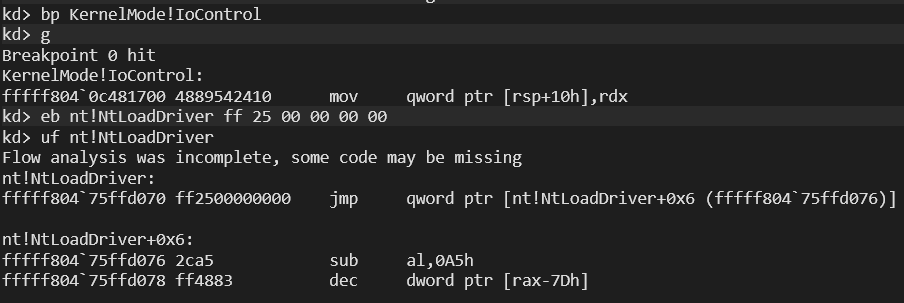 kd> bp KernelMode!IoControl
kd> g
Breakpoint 0 hit
KernelMode!IoControl:
fffff804`0c481700 4889542410      mov     qword ptr [rsp+10h],rdx
kd> eb nt!NtLoadDriver ff 25 00 00 00 00
kd> uf nt!NtLoadDriver
Flow analysis was incomplete, some code may be missing
nt!NtLoadDriver:
fffff804`75ffd070 ff2500000000    jmp     qword ptr [nt!NtLoadDriver+0x6 (fffff804`75ffd076)]

nt!NtLoadDriver+0x6:
fffff804`75ffd076 2ca5            sub     al,0A5h
fffff804`75ffd078 ff4883          dec     dword ptr [rax-7Dh]